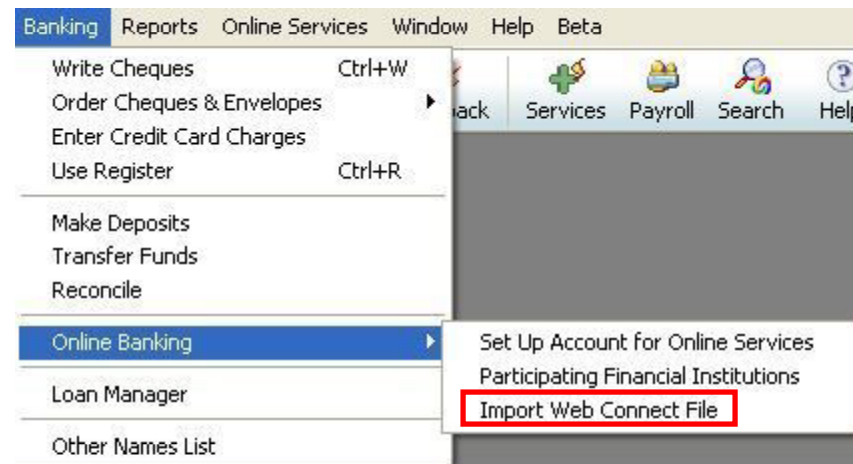 Banking Reports Online Services Window Help Beta
Write Cheques Ctrl+W
Order Cheques & Envelopes
Enter Credit Card Charges
Use Register Ctrl+R
Services Payroll Search
Make Deposits
Transfer Funds
Reconcile
Online Banking
Set Up Account for Online Services
Participating Financial Institutions
Import Web Connect File
Loan Manager
Other Names List